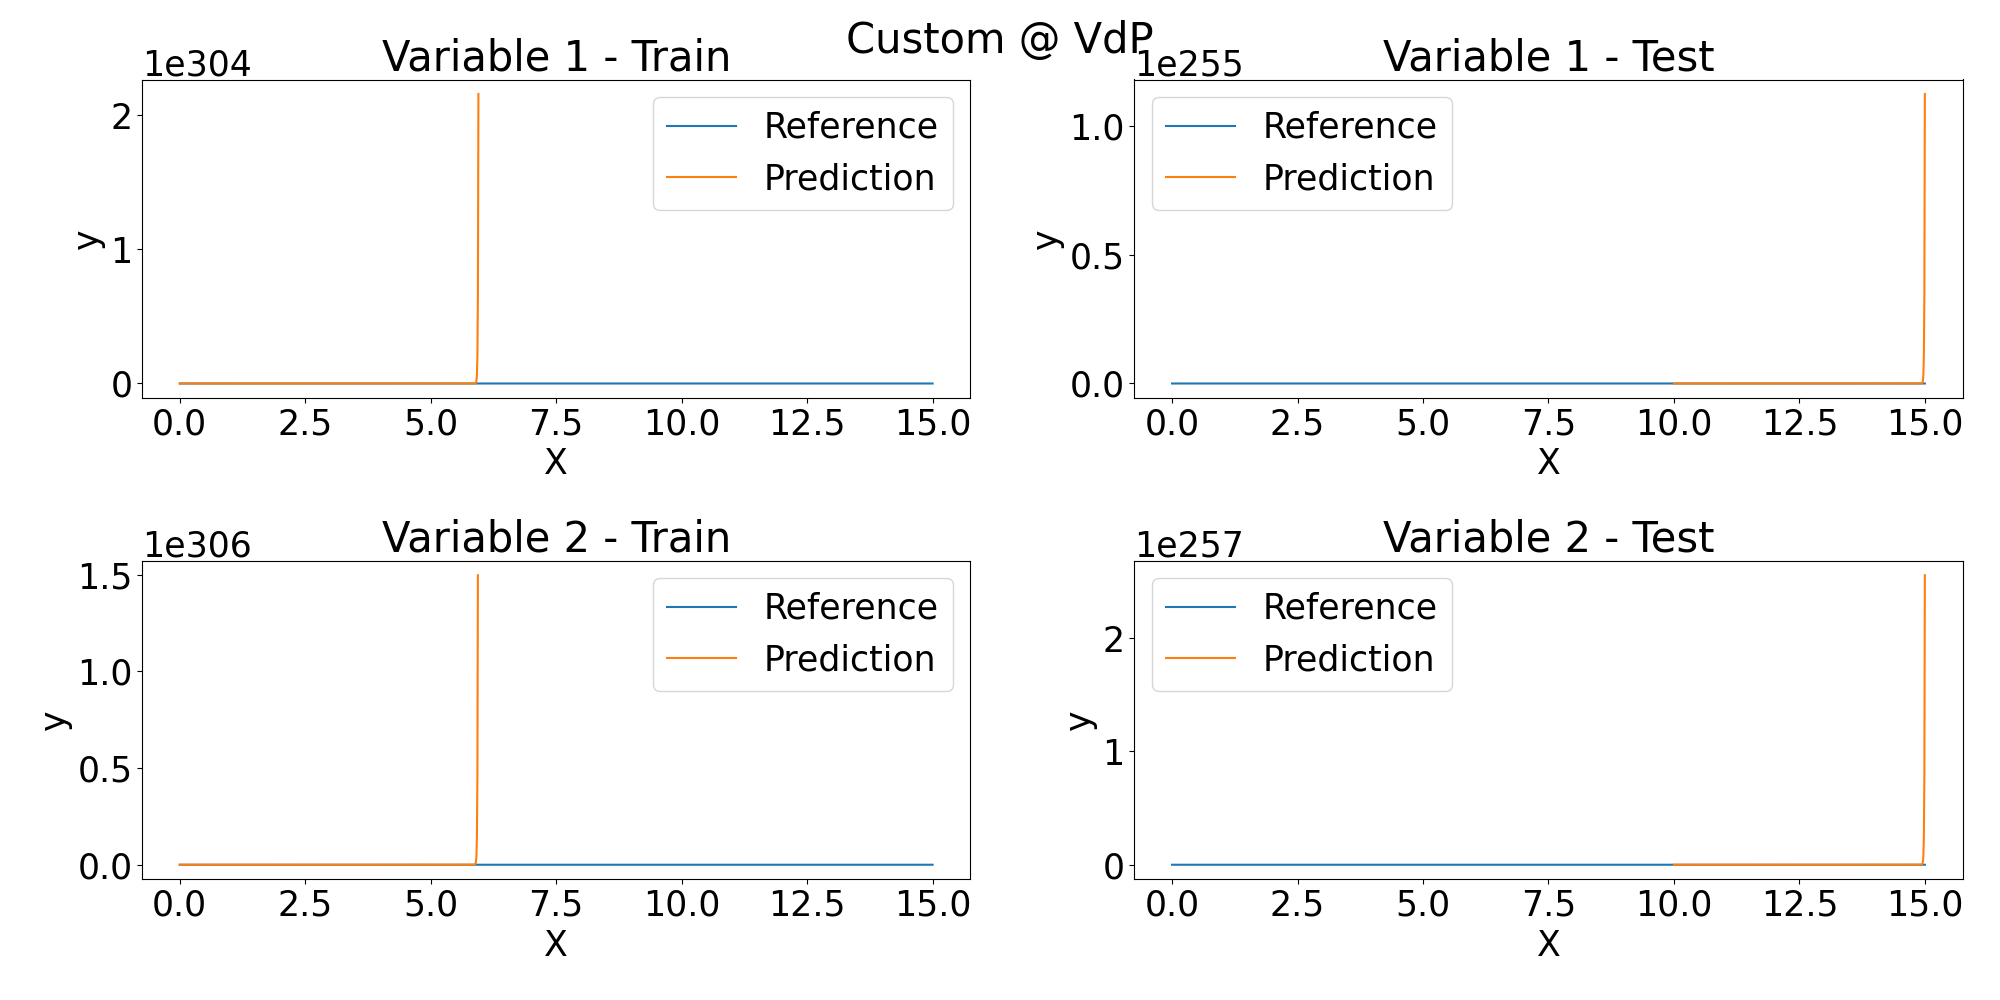 Custom @ VdP
Variable 1 - Train
1e304
2
1
0
y
Reference
Prediction
0.0 2.5 5.0 7.5 10.0 12.5 15.0
X
Variable 1 - Test
1e255
1.0
0.5
0.0
y
Reference
Prediction
0.0 2.5 5.0 7.5 10.0 12.5 15.0
X
Variable 2 - Train
1e306
1.5
1.0
0.5
0.0
y
Reference
Prediction
0.0 2.5 5.0 7.5 10.0 12.5 15.0
X
Variable 2 - Test
1e257
2
1
0
y
Reference
Prediction
0.0 2.5 5.0 7.5 10.0 12.5 15.0
X